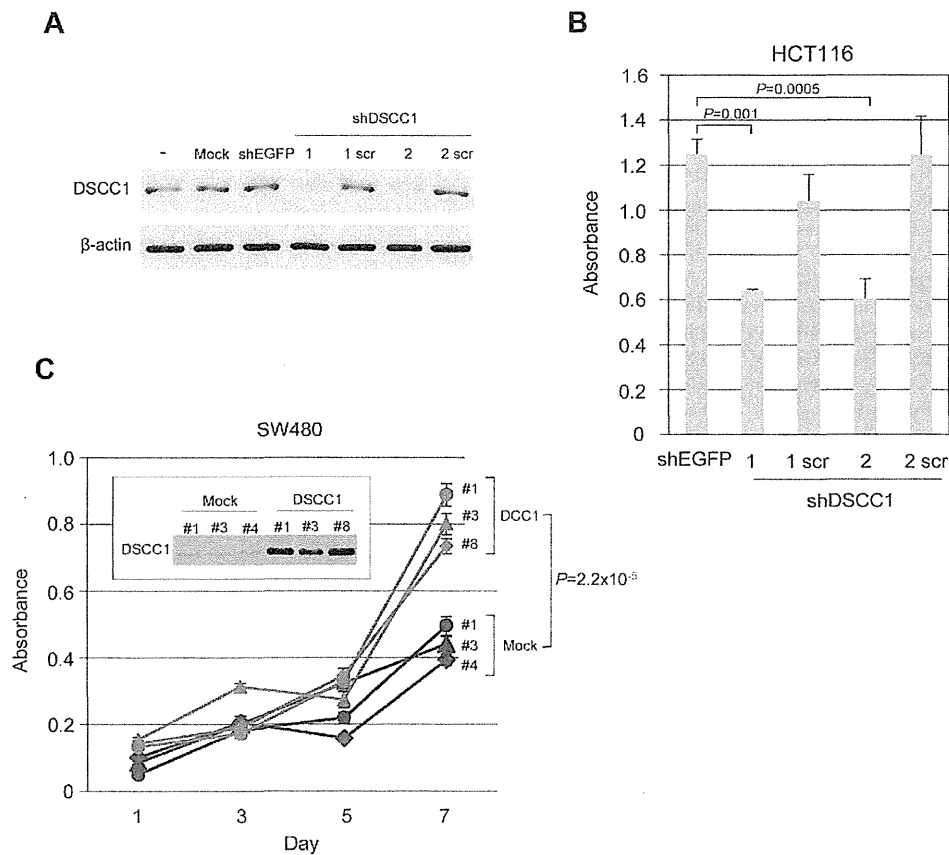 A
shDSCC1
- Mock shEGFP 1 1 scr 2 2 scr
DSCC1
β-actin
B
HCT116
1.6
1.4
1.2
1.0
0.8
0.6
0.4
0.2
0
Absorbance
P=0.0005
P=0.001
shEGFP 1 1 scr 2 2 scr
shDSCC1
C
SW480
1.0
0.8
0.6
0.4
0.2
0
Absorbance
Mock DSCC1
#1 #3 #4 #1 #3 #8
DSCC1
#1
#3
#8
DCC1
#1
#3
#4
Mock
P=2.2x10-5
1 3 5 7
Day